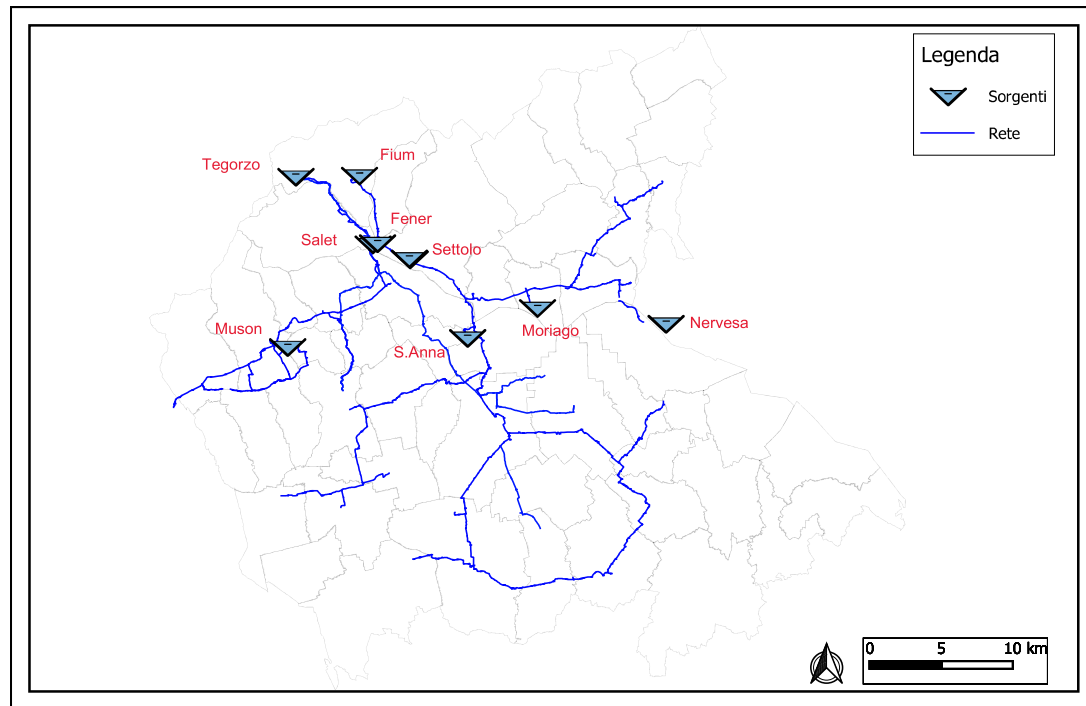 Legenda
Sorgenti
Rete
Tegorzo
Fium
Fener
Salet
Settolo
Muson
S.Anna
Moriago
Nervesa
0 5 10 km